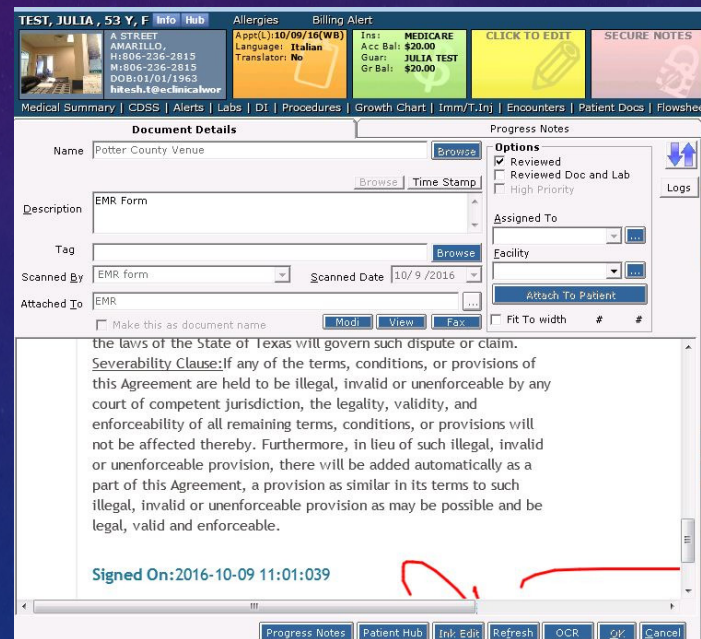 TEST, JULIA , 53 Y, F Info Hub Allergies Billing Alert
A STREET
AMARILLO,
H:806-236-2815
M:806-236-2815
DOB:01/01/1963
hitesh.t@eclinicalwor
Appt(L):10/09/16(WB)
Language: Italian
Translator: No
Ins: MEDICARE
Acc Bal: $20.00
Guar: JULIA TEST
Gr Bal: $20.00
CLICK TO EDIT
SECURE NOTES
Medical Summary | CDSS | Alerts | Labs | DI | Procedures | Growth Chart | Imm/T.Inj | Encounters | Patient Docs | Flowshee
Document Details
Progress Notes
Name Potter County Venue Browse
Browse Time Stamp
Description EMR Form
Tag Browse
Scanned By EMR form Scanned Date 10/ 9 /2016
Attached To EMR ...
Make this as document name Modi View Fax
Options
Reviewed
Reviewed Doc and Lab
High Priority
Assigned To
...
Facility
...
Attach To Patient
Fit To width # #
Logs
the laws of the State of Texas will govern such dispute or claim.
Severability Clause:If any of the terms, conditions, or provisions of
this Agreement are held to be illegal, invalid or unenforceable by any
court of competent jurisdiction, the legality, validity, and
enforceability of all remaining terms, conditions, or provisions will
not be affected thereby. Furthermore, in lieu of such illegal, invalid
or unenforceable provision, there will be added automatically as a
part of this Agreement, a provision as similar in its terms to such
illegal, invalid or unenforceable provision as may be possible and be
legal, valid and enforceable.
Signed On:2016-10-09 11:01:039
Progress Notes Patient Hub Ink Edit Refresh OCR OK Cancel